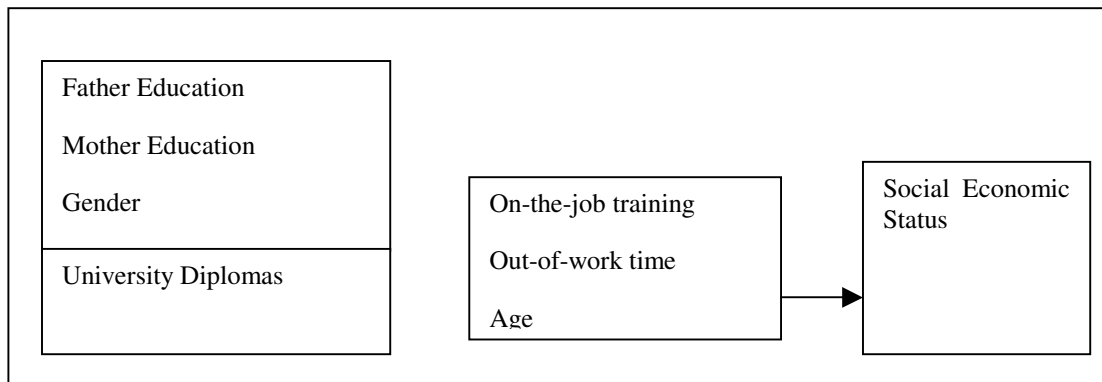 Father Education
Mother Education
Gender
University Diplomas
On-the-job training
Out-of-work time
Age
Social Economic
Status